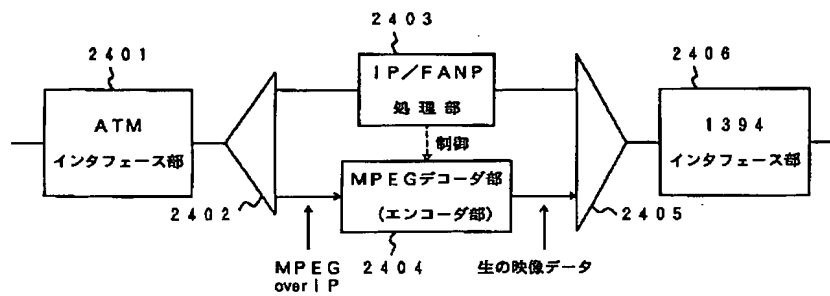 2401
ATM
インタフェース部
2402
2403
IP/FANP
処理部
制御
MPEGデコーダ部
(エンコーダ部)
2404
MPEG
over IP
生の映像データ
2405
2406
1394
インタフェース部